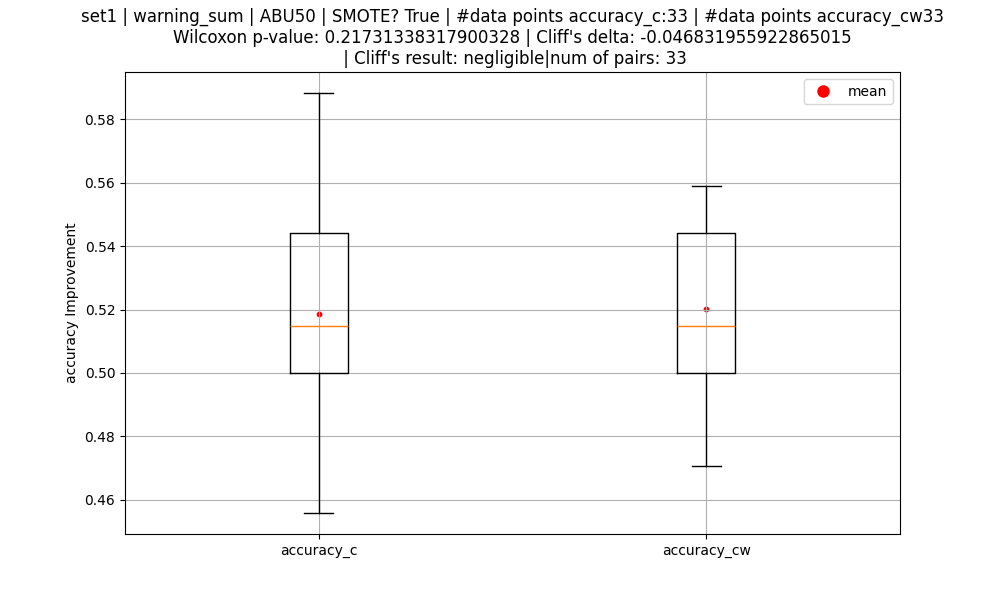 set1 | warning_sum | ABU50 | SMOTE? True | #data points accuracy_c:33 | #data points accuracy_cw33
Wilcoxon p-value: 0.21731338317900328 | Cliff's delta: -0.046831955922865015
| Cliff's result: negligible|num of pairs: 33
mean
accuracy Improvement
0.58
0.56
0.54
0.52
0.50
0.48
0.46
accuracy_c
accuracy_cw